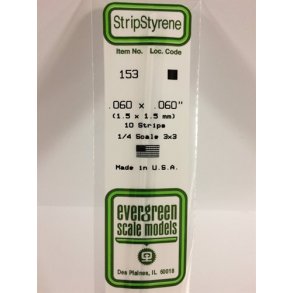 StripStyrene
Item No. Loc. Code
153
.060 x .060"
(1.5 x 1.5 mm)
10 Strips
1/4 Scale 3x3
Made in U.S.A.
evergreen
scale models
Des Plaines, IL 60018